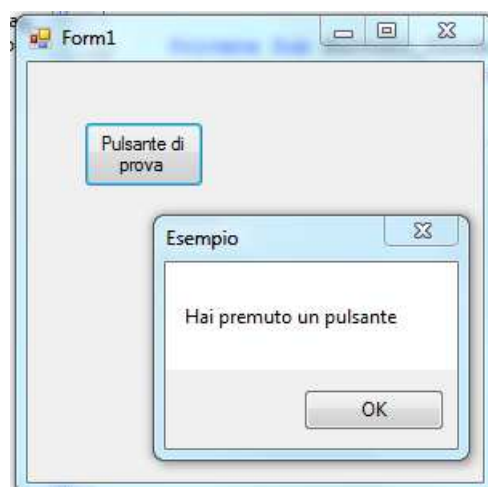 Form1
Pulsante di
prova
Esempio
Hai premuto un pulsante
OK